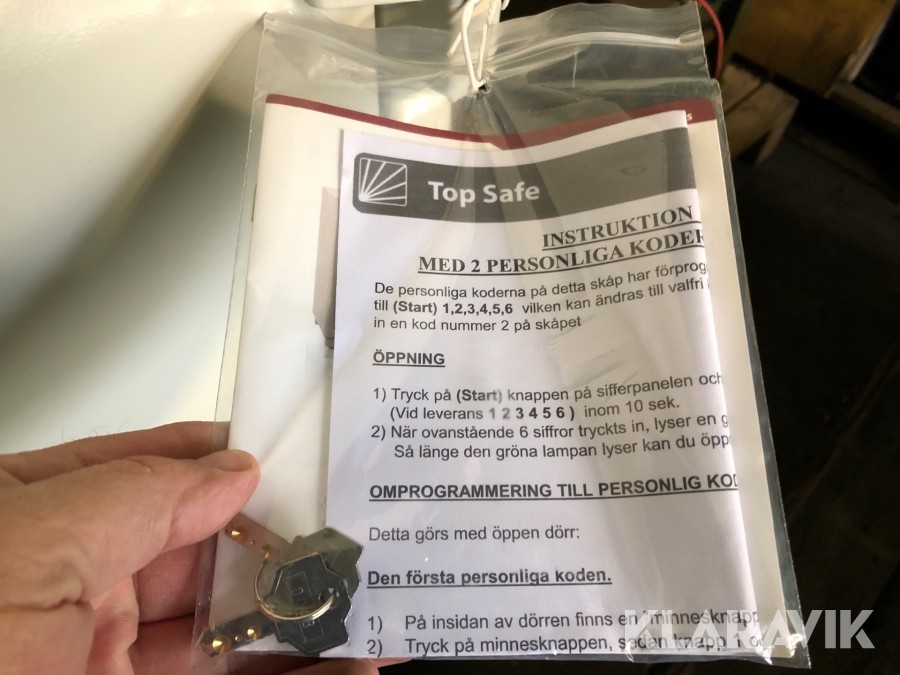 s
Top Safe
INSTRUKTION
MED 2 PERSONLIGA KODER
De personliga koderna på detta skåp har förprog
till (Start) 1,2,3,4,5,6 vilken kan ändras till valfri
in en kod nummer 2 på skåpet
ÖPPNING
1) Tryck på (Start) knappen på sifferpanelen och
(Vid leverans 1 2 3 4 5 6 ) inom 10 sek.
2) När ovanstående 6 siffror tryckts in, lyser en g
Så länge den gröna lampan lyser kan du öpp
OMPROGRAMMERING TILL PERSONLIG KOD
Detta görs med öppen dörr:
Den första personliga koden.
1) På insidan av dörren finns en minnesknapp
2) Tryck på minnesknappen, sedan knapp 1 oc
KLARAVIK